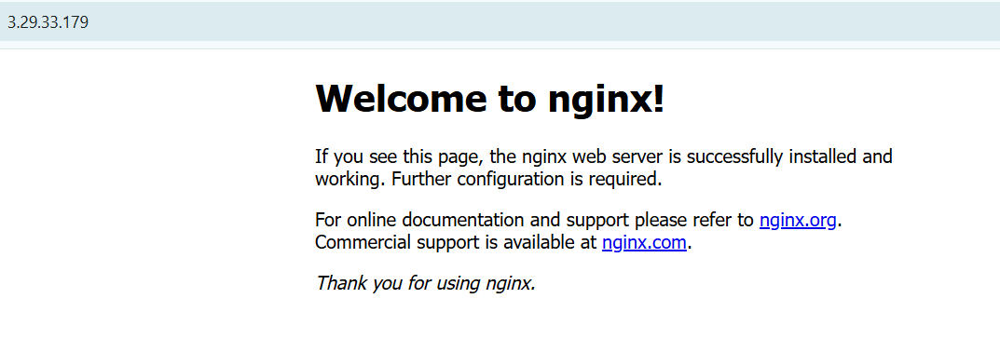 3.29.33.179
Welcome to nginx!
If you see this page, the nginx web server is successfully installed and
working. Further configuration is required.
For online documentation and support please refer to nginx.org.
Commercial support is available at nginx.com.
Thank you for using nginx.